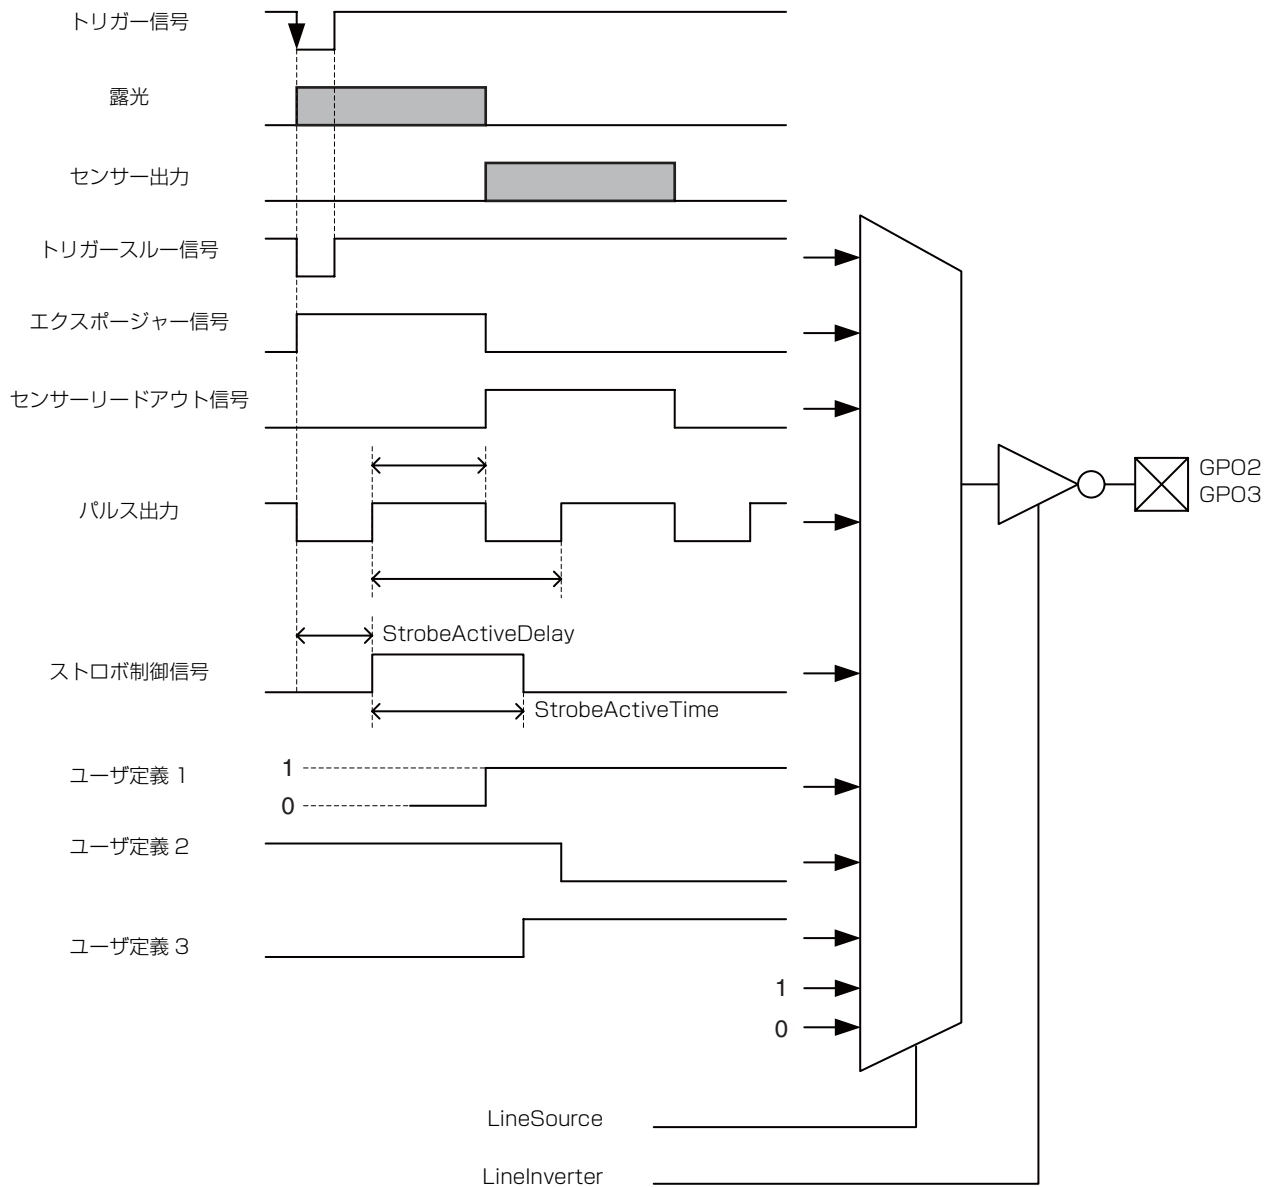 トリガー信号
露光
センサー出力
トリガースルー信号
エクスポージャー信号
センサーリードアウト信号
GPO2
GPO3
パルス出力
StrobeActiveDelay
ストロボ制御信号
StrobeActiveTime
ユーザ定義 1
1
0
ユーザ定義 2
ユーザ定義 3
1
0
LineSource
LineInverter